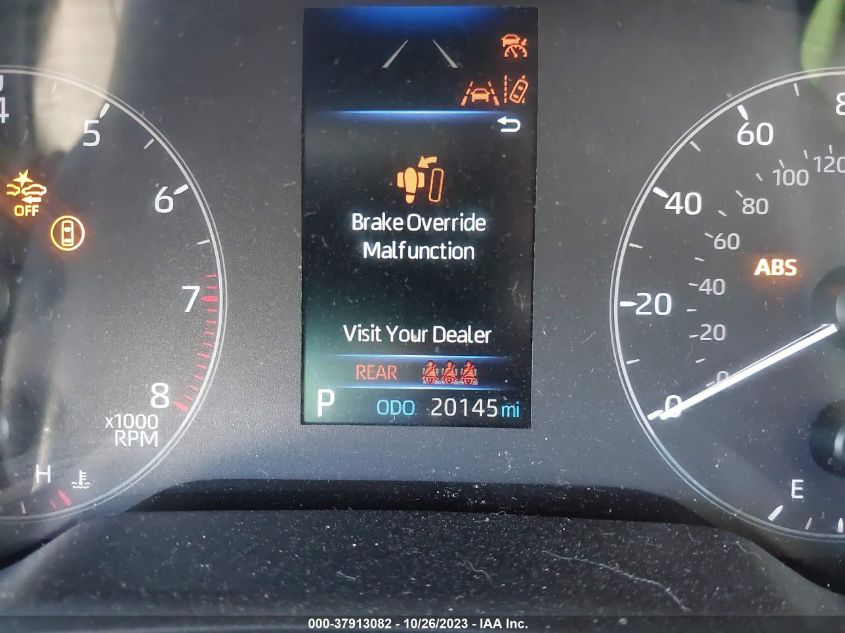 4
5
6
7
8
x1000
RPM
H
OFF
Brake Override
Malfunction
Visit Your Dealer
REAR
P ODO 20145 mi
8
60
40
20
0
120
100
80
60
40
20
0
ABS
E
000-37913082 - 10/26/2023 - IAA Inc.